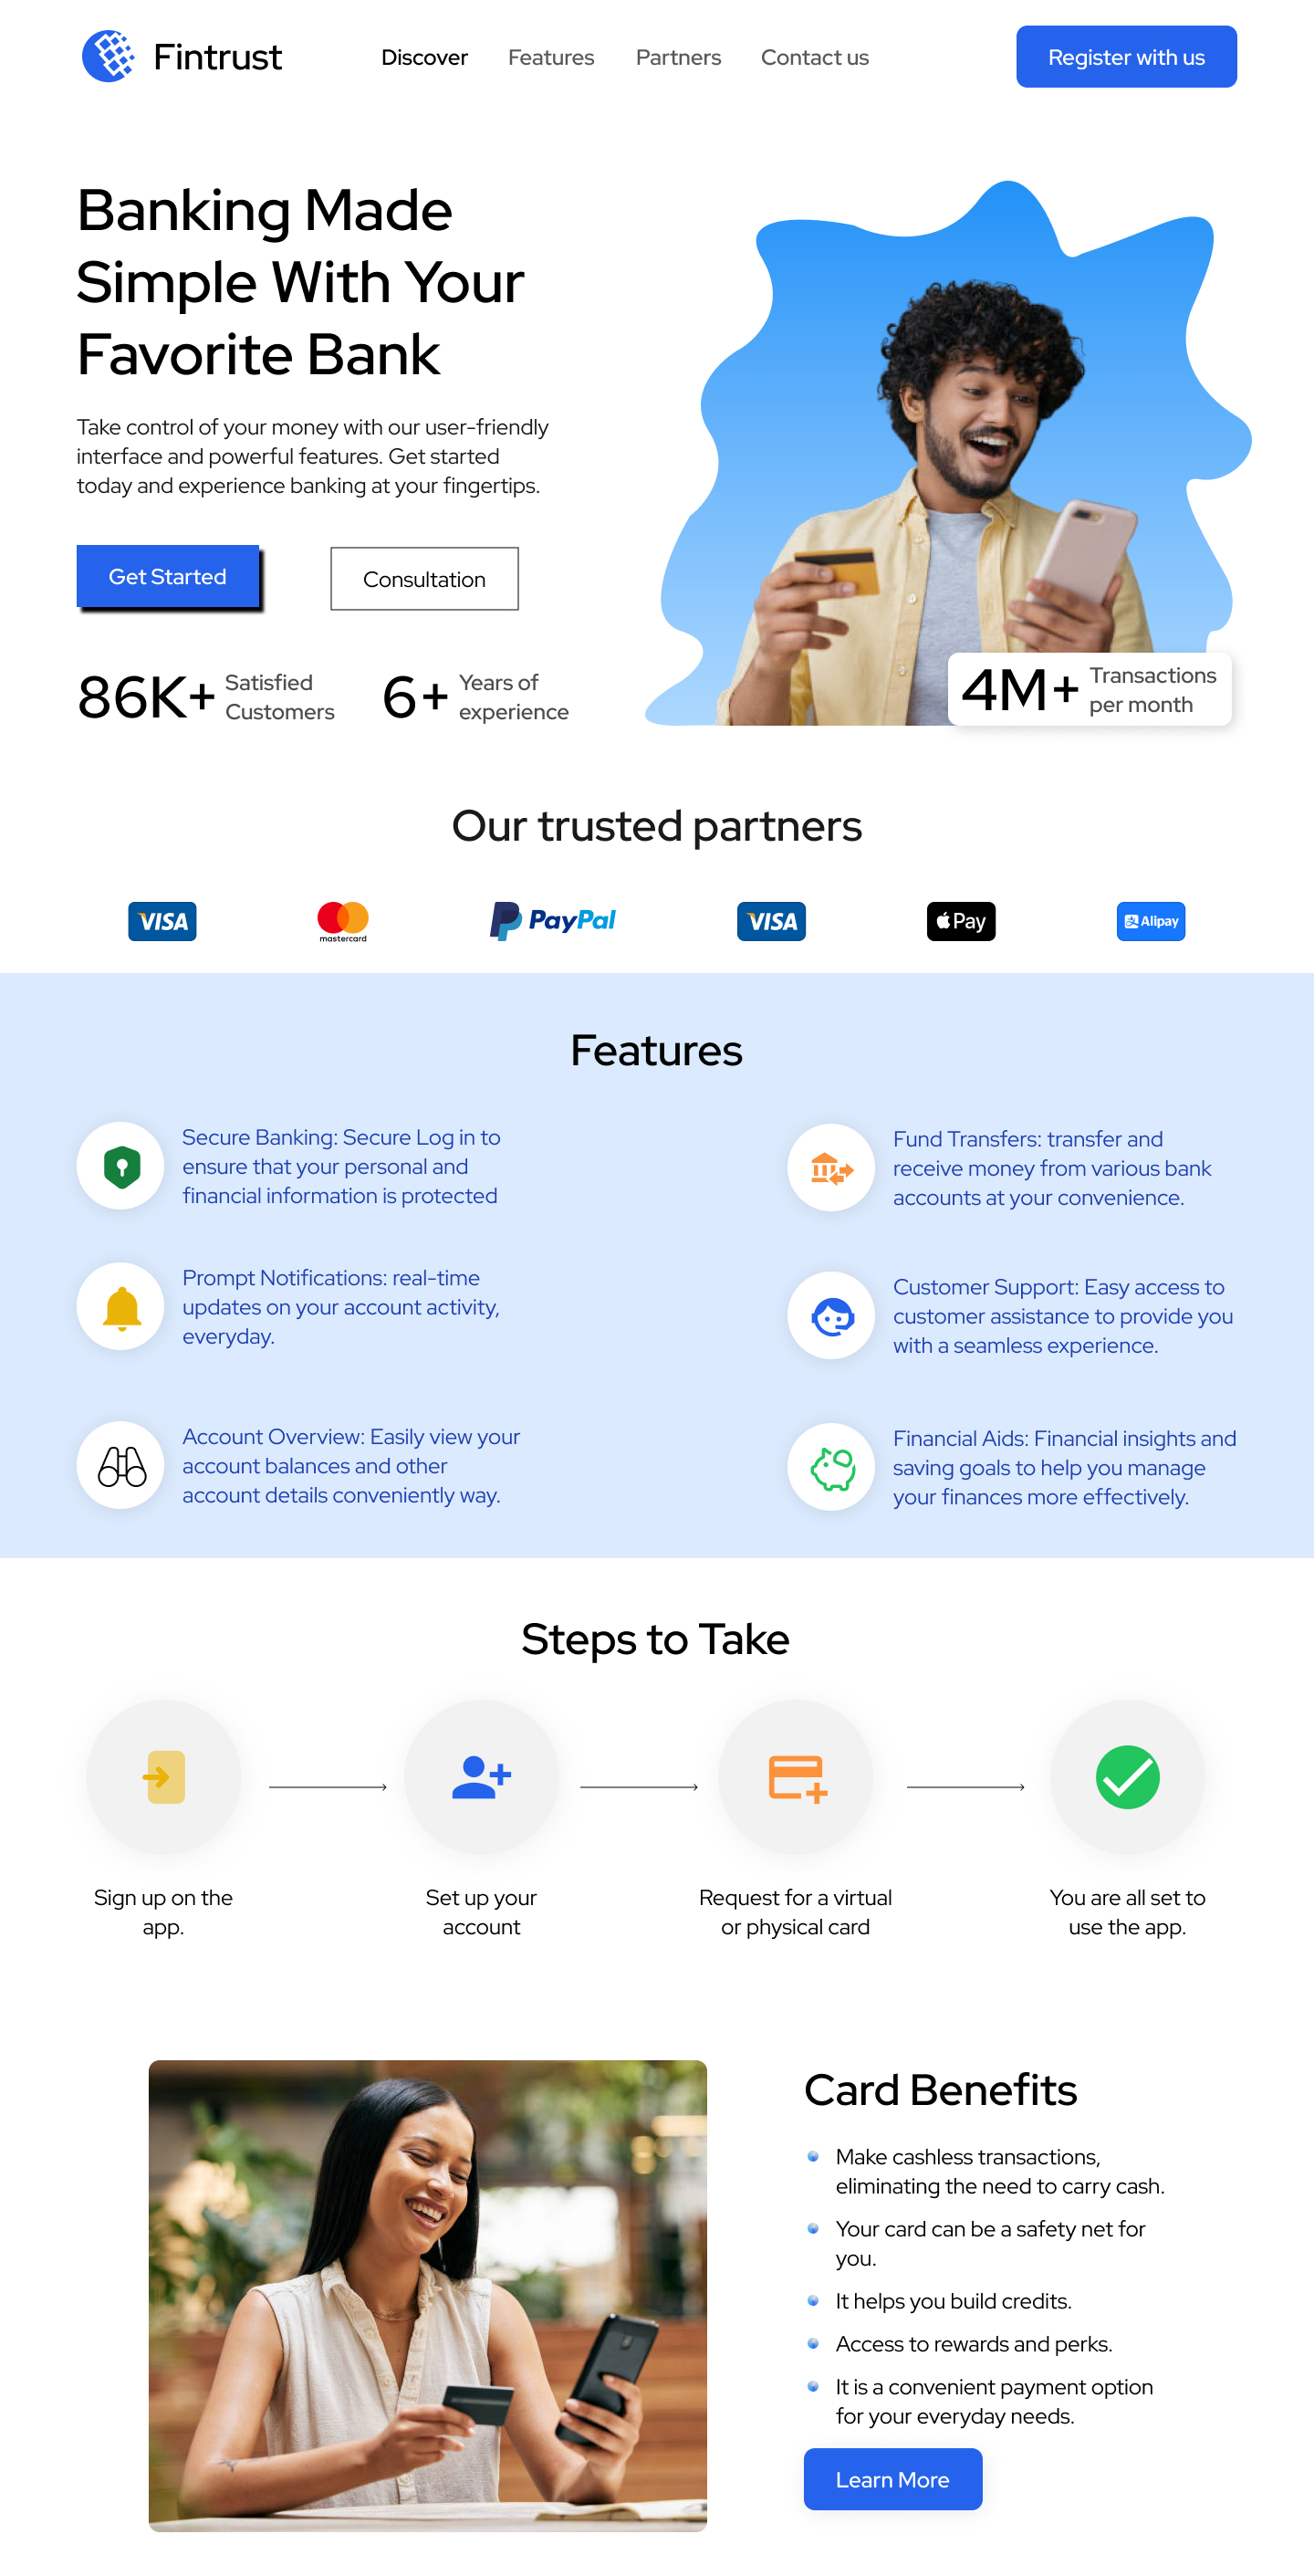 Fintrust
Discover
Features
Partners
Contact us
Register with us
Banking Made
Simple With Your
Favorite Bank
Take control of your money with our user-friendly
interface and powerful features. Get started
today and experience banking at your fingertips.
Get Started
Consultation
86K+
Satisfied
Customers
6+
Years of
experience
4M+
Transactions
per month
Our trusted partners
VISA
mastercard
PayPal
VISA
Pay
支 Alipay
Features
Secure Banking: Secure Log in to
ensure that your personal and
financial information is protected
Fund Transfers: transfer and
receive money from various bank
accounts at your convenience.
Prompt Notifications: real-time
updates on your account activity,
everyday.
Customer Support: Easy access to
customer assistance to provide you
with a seamless experience.
Account Overview: Easily view your
account balances and other
account details conveniently way.
Financial Aids: Financial insights and
saving goals to help you manage
your finances more effectively.
Steps to Take
Sign up on the
app.
Set up your
account
Request for a virtual
or physical card
You are all set to
use the app.
Card Benefits
Make cashless transactions,
eliminating the need to carry cash.
Your card can be a safety net for
you.
It helps you build credits.
Access to rewards and perks.
It is a convenient payment option
for your everyday needs.
Learn More